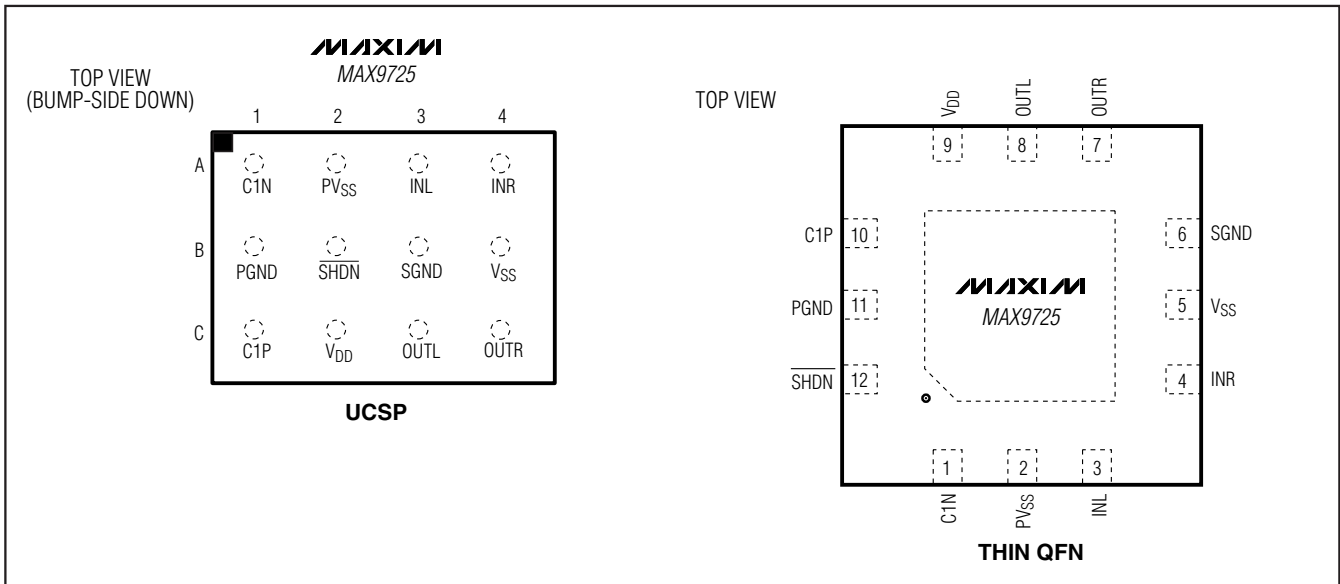 MAXIM
MAX9725
TOP VIEW
(BUMP-SIDE DOWN)
1 2 3 4
A
C1N PVSS INL INR
B
PGND SHDN SGND VSS
C
C1P VDD OUTL OUTR
UCSP
TOP VIEW
VDD OUTL OUTR
9 8 7
C1P 10 6 SGND
MAXIM
MAX9725
PGND 11 5 VSS
SHDN 12 4 INR
1 2 3
C1N PVSS INL
THIN QFN